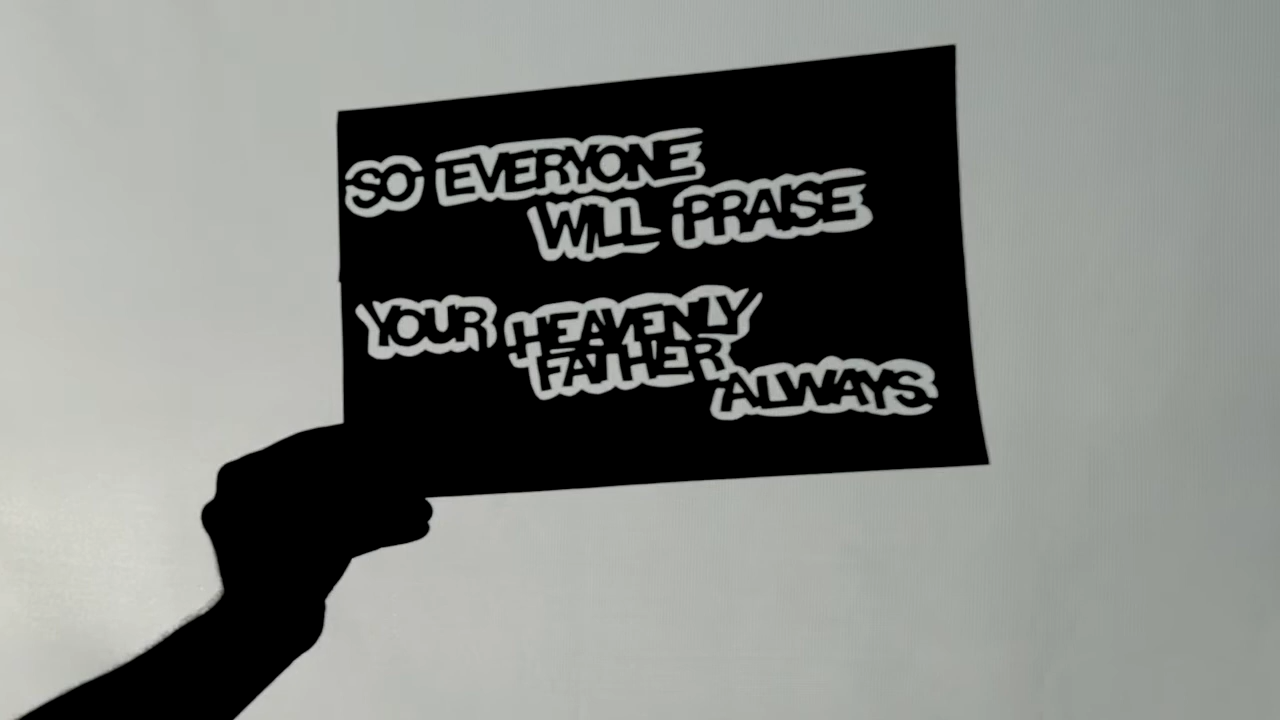 SO EVERYONE
WILL PRAISE
YOUR HEAVENLY
FATHER
ALWAYS.